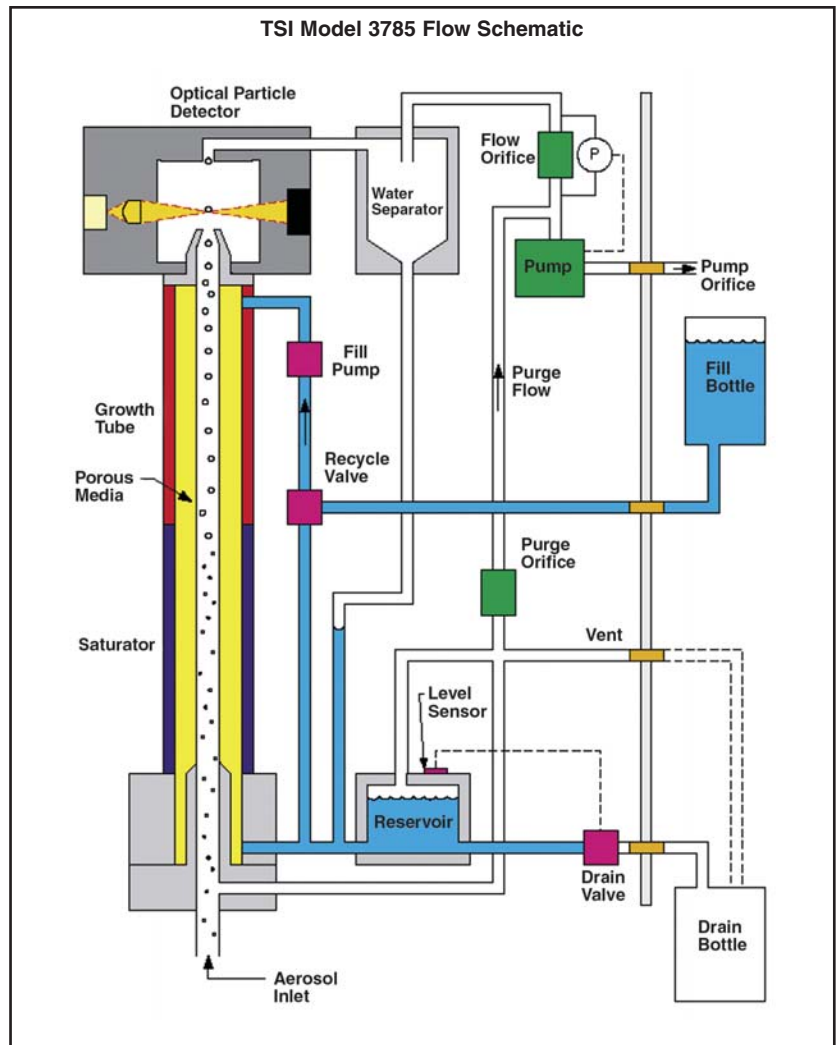 TSI Model 3785 Flow Schematic
Optical Particle
Detector
Flow
Orifice
P
Water
Separator
Pump
Pump
Orifice
Fill
Pump
Fill
Bottle
Purge
Flow
Growth
Tube
Recycle
Valve
Porous
Media
Purge
Orifice
Vent
Saturator
Level
Sensor
Reservoir
Drain
Valve
Drain
Bottle
Aerosol
Inlet